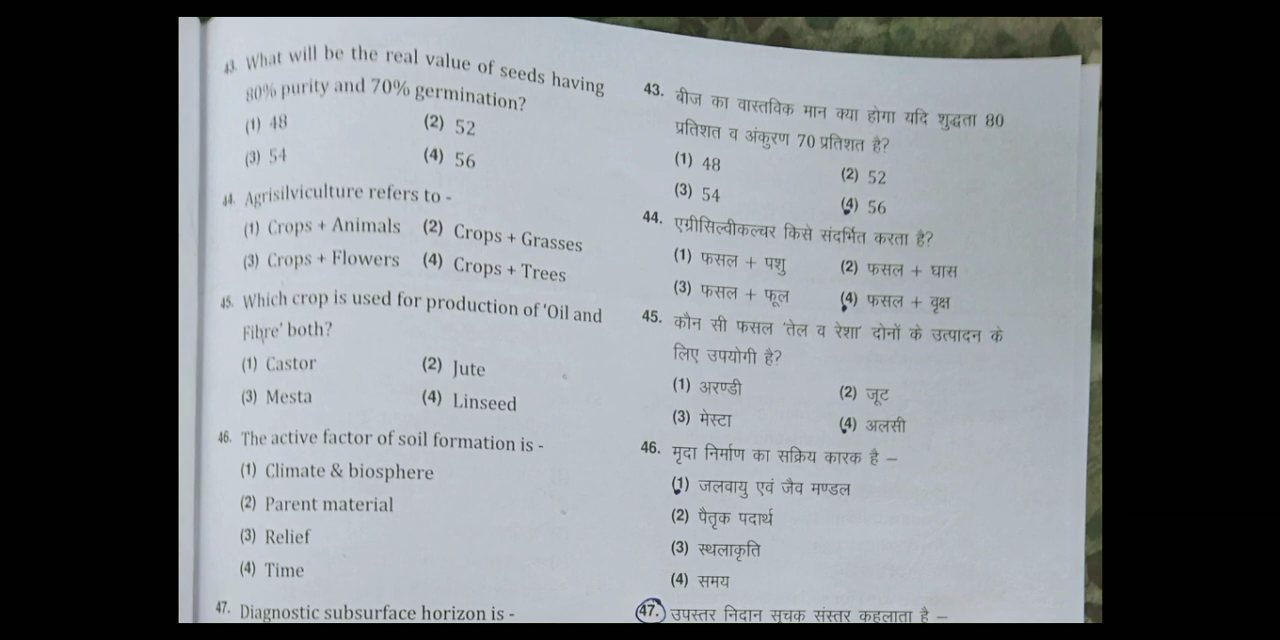 43. What will be the real value of seeds having
80% purity and 70% germination?
(1) 48 (2) 52
(3) 54 (4) 56
44. Agrisilviculture refers to -
(1) Crops + Animals (2) Crops + Grasses
(3) Crops + Flowers (4) Crops + Trees
45. Which crop is used for production of 'Oil and
Fibre' both?
(1) Castor (2) Jute
(3) Mesta (4) Linseed
46. The active factor of soil formation is -
(1) Climate & biosphere
(2) Parent material
(3) Relief
(4) Time
47. Diagnostic subsurface horizon is -
43. बीज का वास्तविक मान क्या होगा यदि शुद्धता 80
प्रतिशत व अंकुरण 70 प्रतिशत है?
(1) 48 (2) 52
(3) 54 (4) 56
44. एग्रीसिल्वीकल्चर किसे संदर्भित करता है?
(1) फसल + पशु (2) फसल + घास
(3) फसल + फूल (4) फसल + वृक्ष
45. कौन सी फसल 'तेल व रेशा' दोनों के उत्पादन के
लिए उपयोगी है?
(1) अरण्डी (2) जूट
(3) मेस्टा (4) अलसी
46. मृदा निर्माण का सक्रिय कारक है –
(1) जलवायु एवं जैव मण्डल
(2) पैतृक पदार्थ
(3) स्थलाकृति
(4) समय
47. उपस्तर निदान सूचक संस्तर कहलाता है –